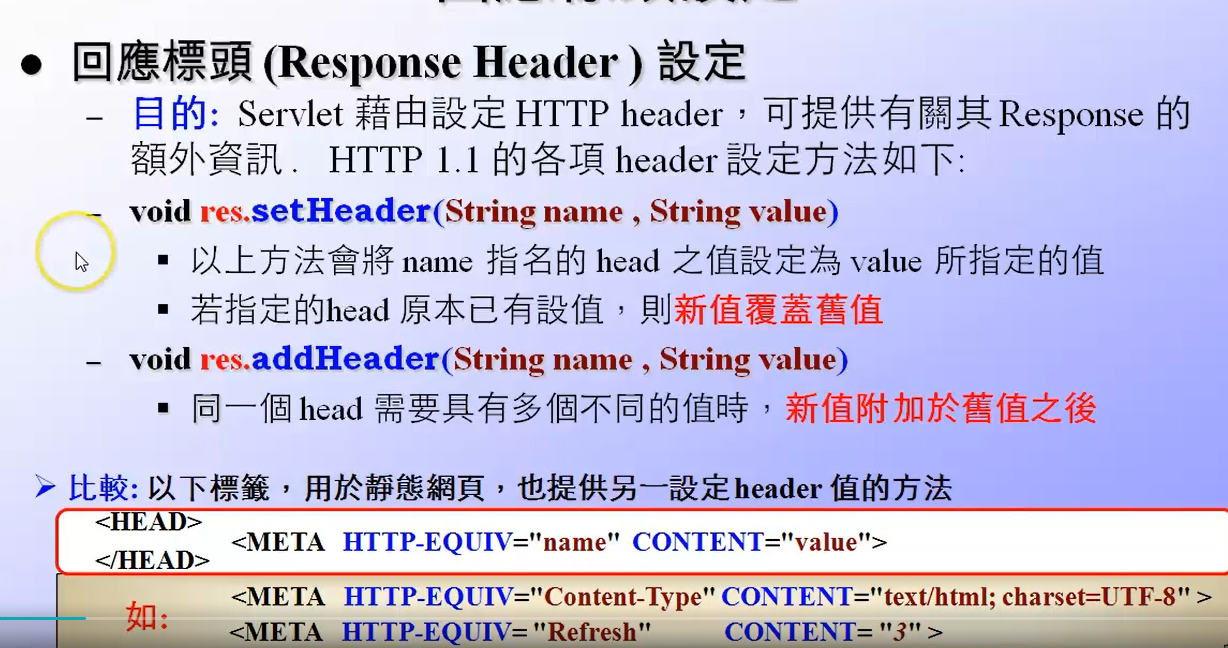 ● 回應標頭 (Response Header ) 設定
– 目的: Servlet 藉由設定 HTTP header，可提供有關其 Response 的
額外資訊 . HTTP 1.1 的各項 header 設定方法如下:
– void res.setHeader(String name , String value)
▪ 以上方法會將 name 指名的 head 之值設定為 value 所指定的值
▪ 若指定的head 原本已有設值，則新值覆蓋舊值
– void res.addHeader(String name , String value)
▪ 同一個 head 需要具有多個不同的值時，新值附加於舊值之後
➢ 比較: 以下標籤，用於靜態網頁，也提供另一設定header 值的方法
<HEAD>
<META HTTP-EQUIV="name" CONTENT="value">
</HEAD>
如:
<META HTTP-EQUIV="Content-Type" CONTENT="text/html; charset=UTF-8" >
<META HTTP-EQUIV= "Refresh" CONTENT= "3" >